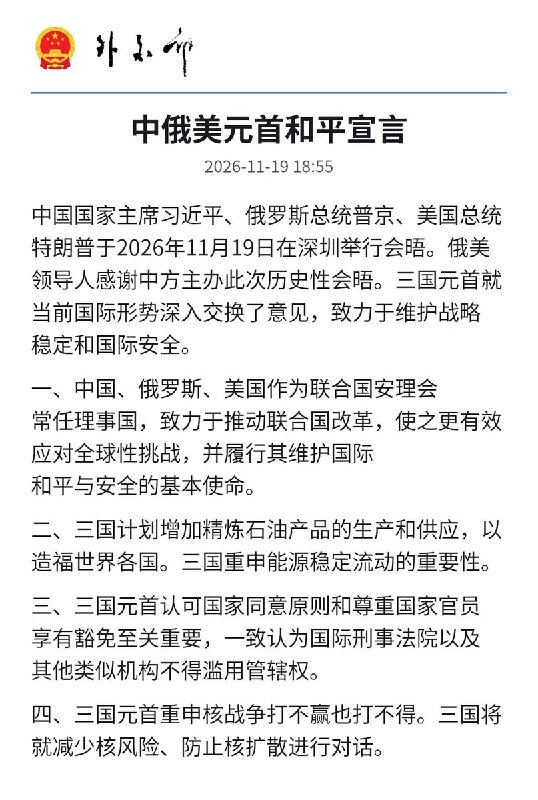 外交部
中俄美元首和平宣言
2026-11-19 18:55
中国国家主席习近平、俄罗斯总统普京、美国总统
特朗普于2026年11月19日在深圳举行会晤。俄美
领导人感谢中方主办此次历史性会晤。三国元首就
当前国际形势深入交换了意见，致力于维护战略
稳定和国际安全。
一、中国、俄罗斯、美国作为联合国安理会
常任理事国，致力于推动联合国改革，使之更有效
应对全球性挑战，并履行其维护国际
和平与安全的基本使命。
二、三国计划增加精炼石油产品的生产和供应，以
造福世界各国。三国重申能源稳定流动的重要性。
三、三国元首认可国家同意原则和尊重国家官员
享有豁免至关重要，一致认为国际刑事法院以及
其他类似机构不得滥用管辖权。
四、三国元首重申核战争打不赢也打不得。三国将
就减少核风险、防止核扩散进行对话。